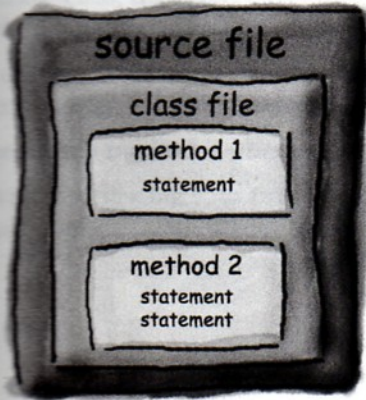 source file
class file
method 1
statement
method 2
statement
statement